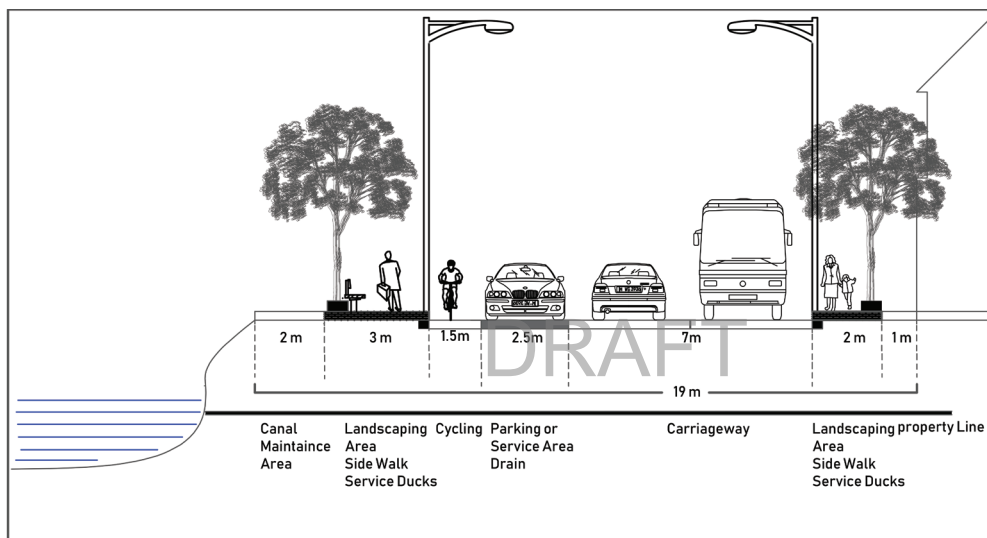 2 m
3 m
1.5m
2.5m
7m
2 m
1 m
DRAFT
19 m
Canal
Maintaince
Area
Landscaping
Area
Side Walk
Service Ducks
Cycling
Parking or
Service Area
Drain
Carriageway
Landscaping
Area
Side Walk
Service Ducks
property Line